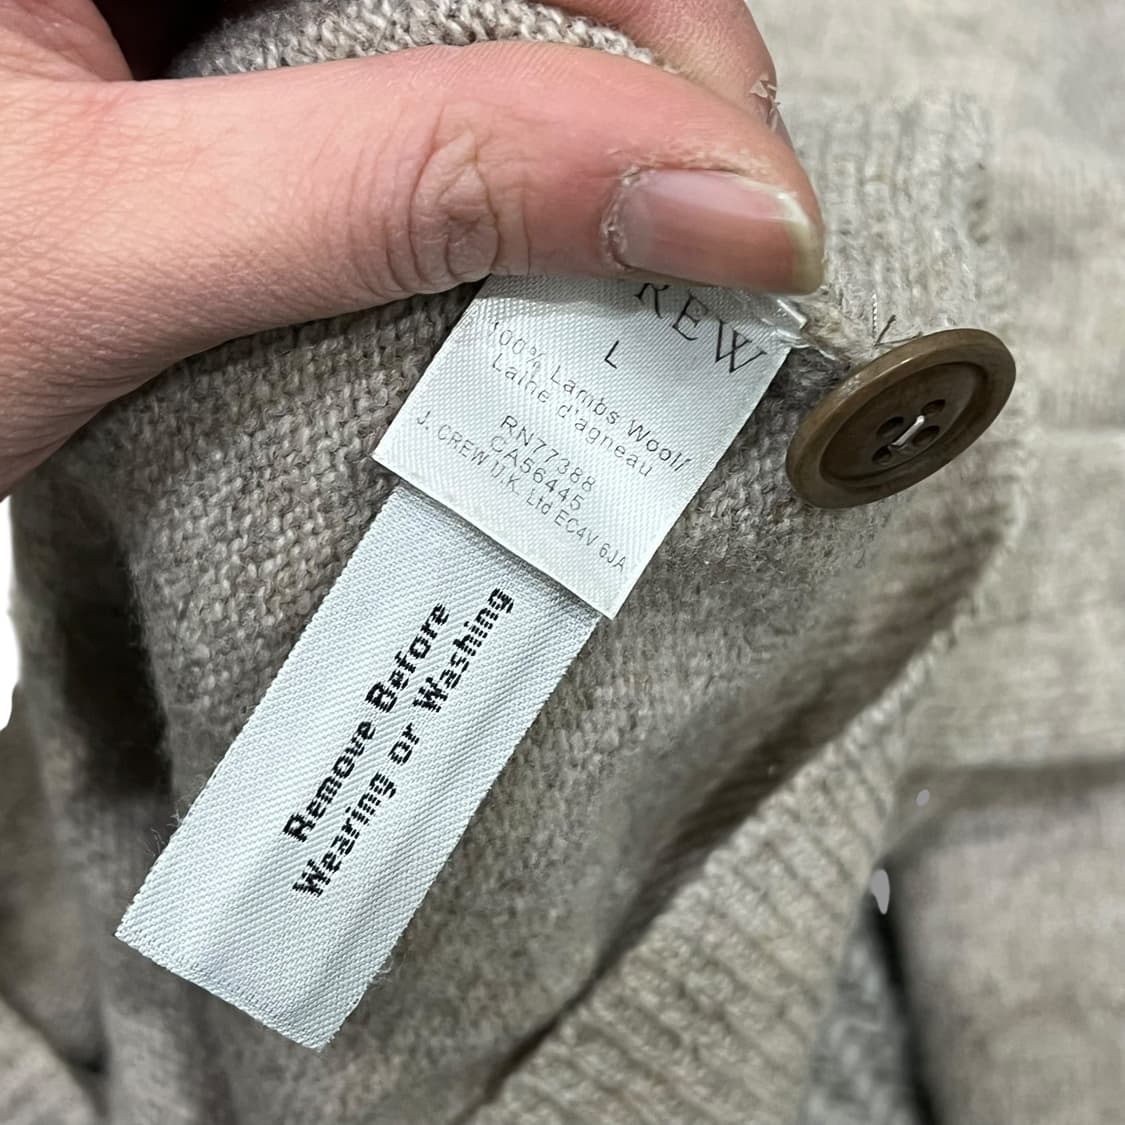 REW
L
100% Lambs Wool/
Laine d'agneau
RN77388
CA56445
J. CREW U.K. Ltd EC4V 6JA
Remove Before
Wearing or Washing